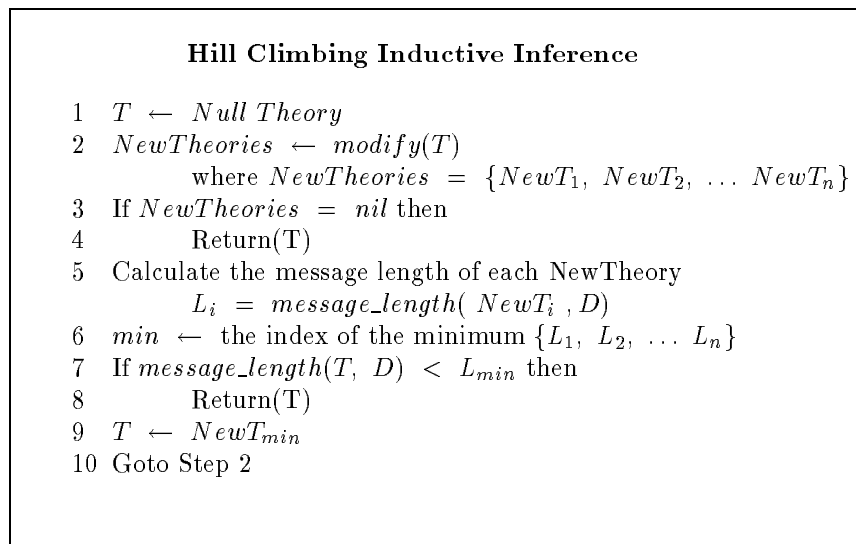 Hill Climbing Inductive Inference
1 T ← Null Theory
2 NewTheories ← modify(T)
where NewTheories = {NewT₁, NewT₂, ... NewTₙ}
3 If NewTheories = nil then
4 Return(T)
5 Calculate the message length of each NewTheory
Lᵢ = message_length( NewTᵢ , D)
6 min ← the index of the minimum {L₁, L₂, ... Lₙ}
7 If message_length(T, D) < L_min then
8 Return(T)
9 T ← NewT_min
10 Goto Step 2